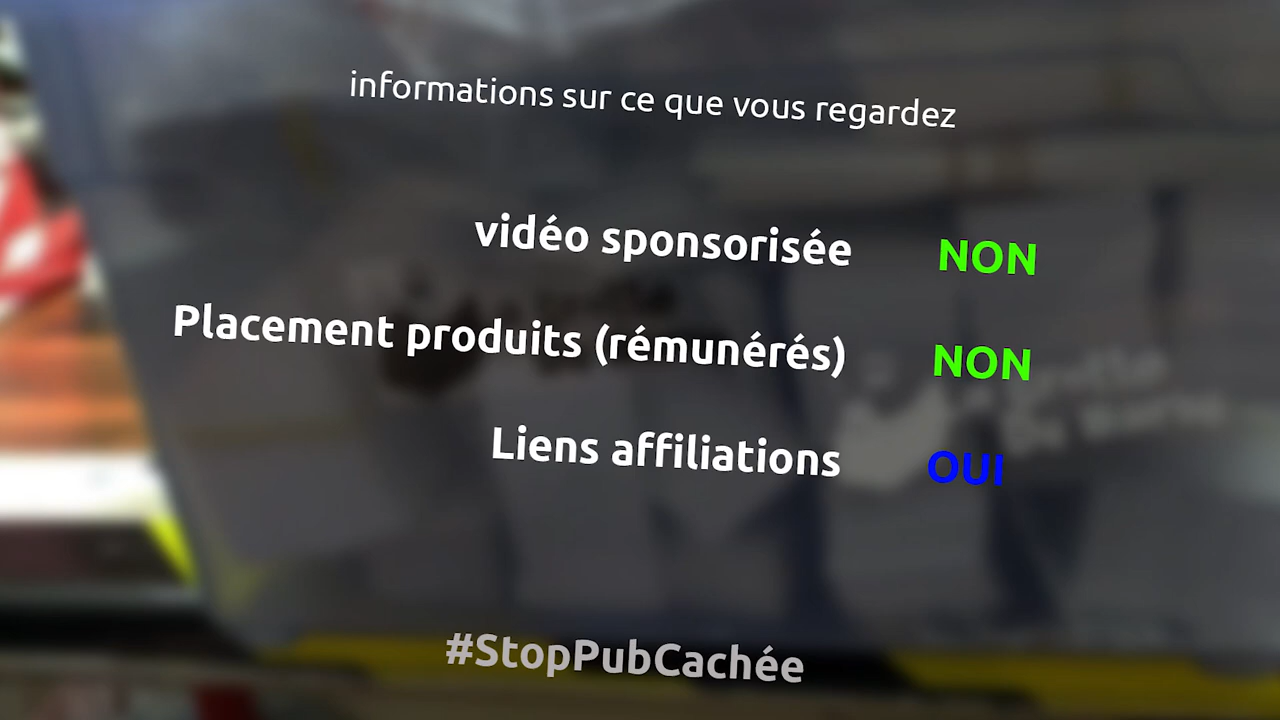 informations sur ce que vous regardez
vidéo sponsorisée NON
Placement produits (rémunérés) NON
Liens affiliations OUI
#StopPubCachée